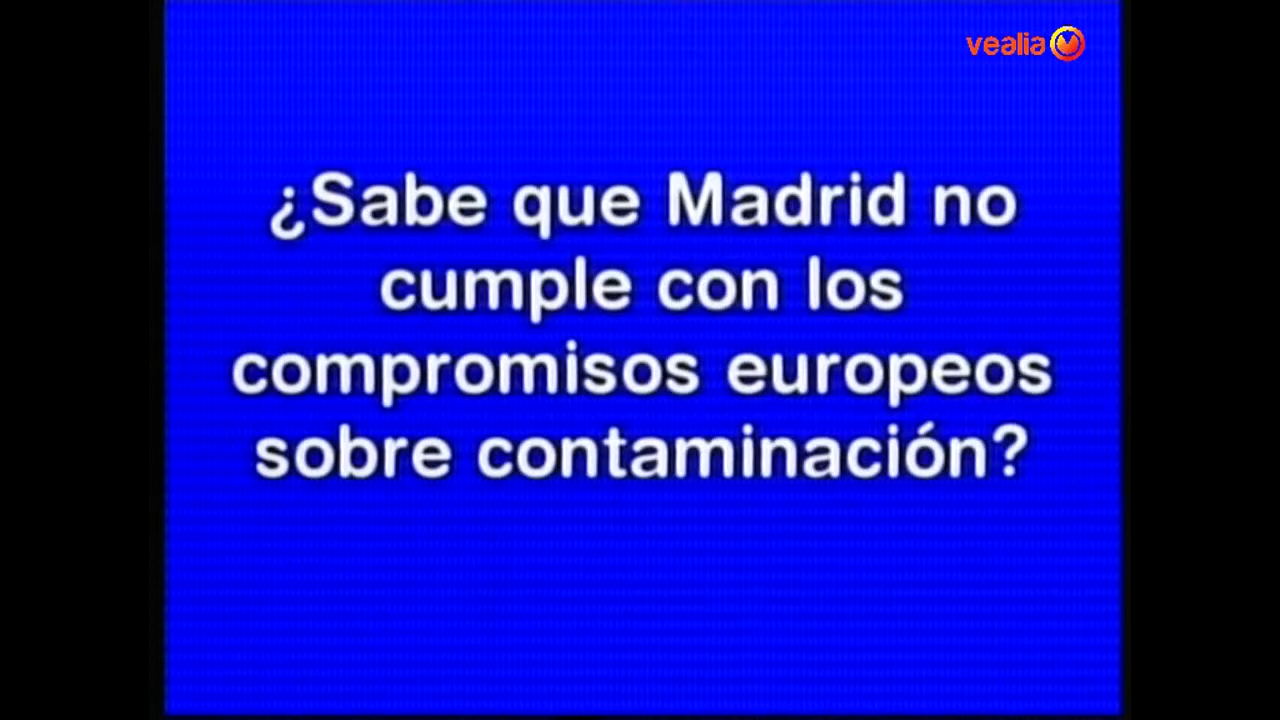 vealia
¿Sabe que Madrid no
cumple con los
compromisos europeos
sobre contaminación?